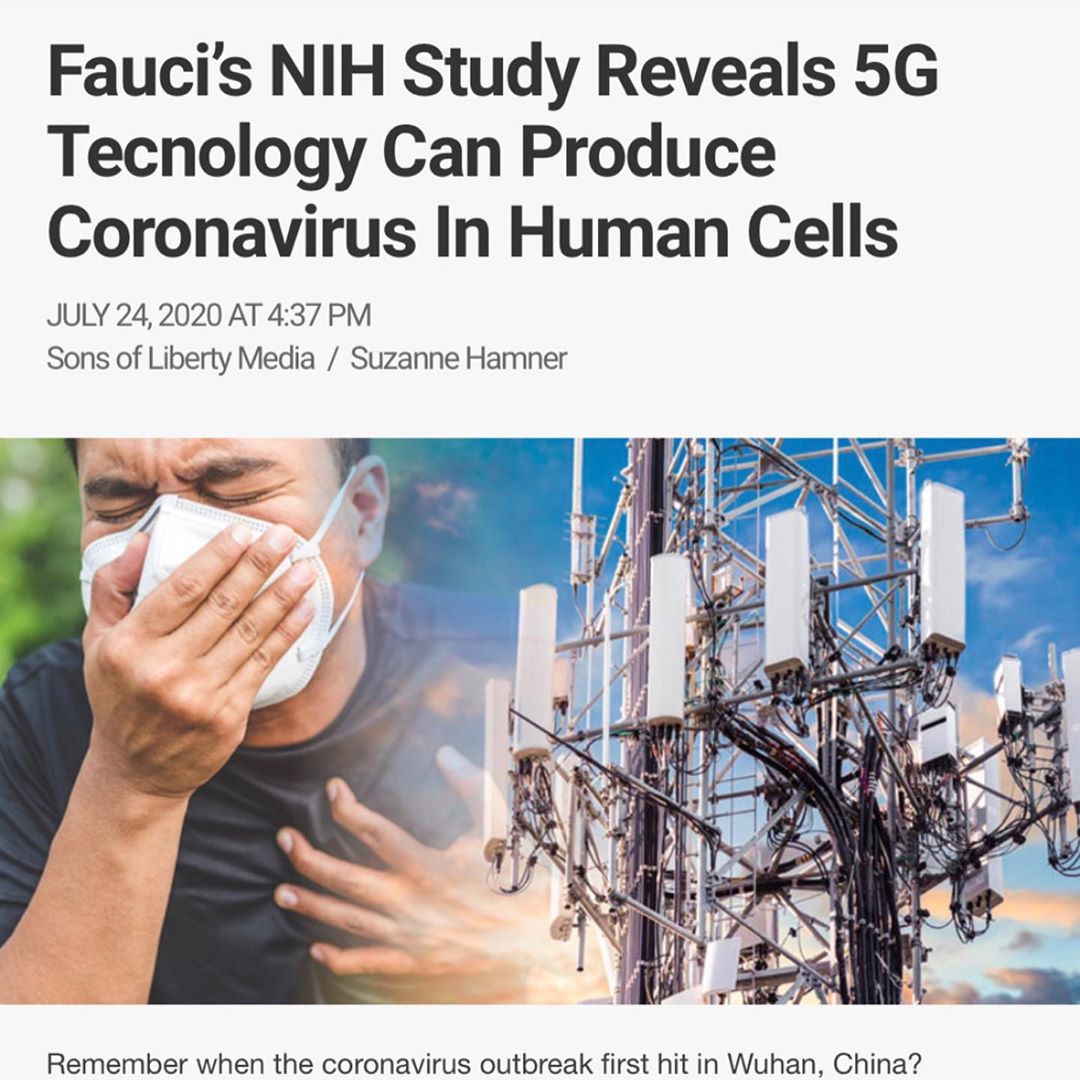 Fauci’s NIH Study Reveals 5G
Tecnology Can Produce
Coronavirus In Human Cells
JULY 24, 2020 AT 4:37 PM
Sons of Liberty Media / Suzanne Hamner
Remember when the coronavirus outbreak first hit in Wuhan, China?